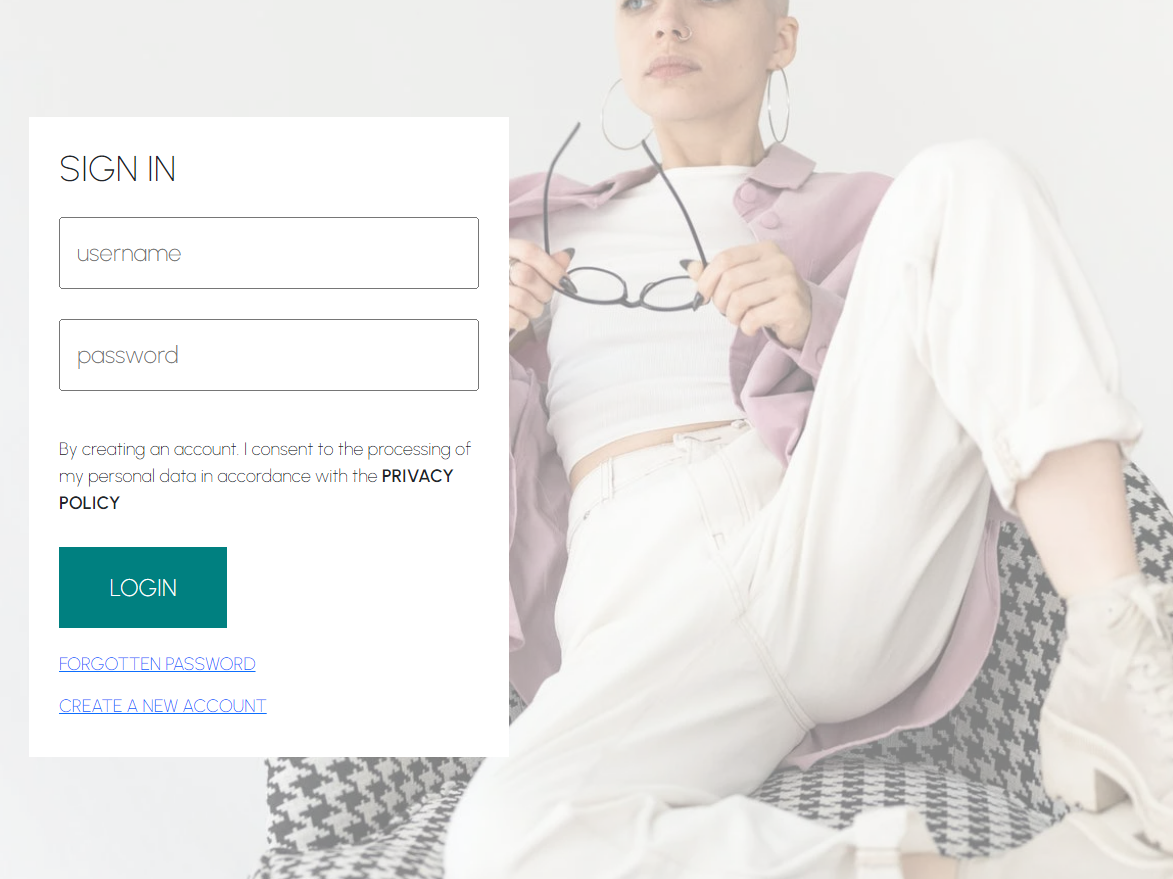 SIGN IN
username
password
By creating an account. I consent to the processing of
my personal data in accordance with the PRIVACY
POLICY
LOGIN
FORGOTTEN PASSWORD
CREATE A NEW ACCOUNT